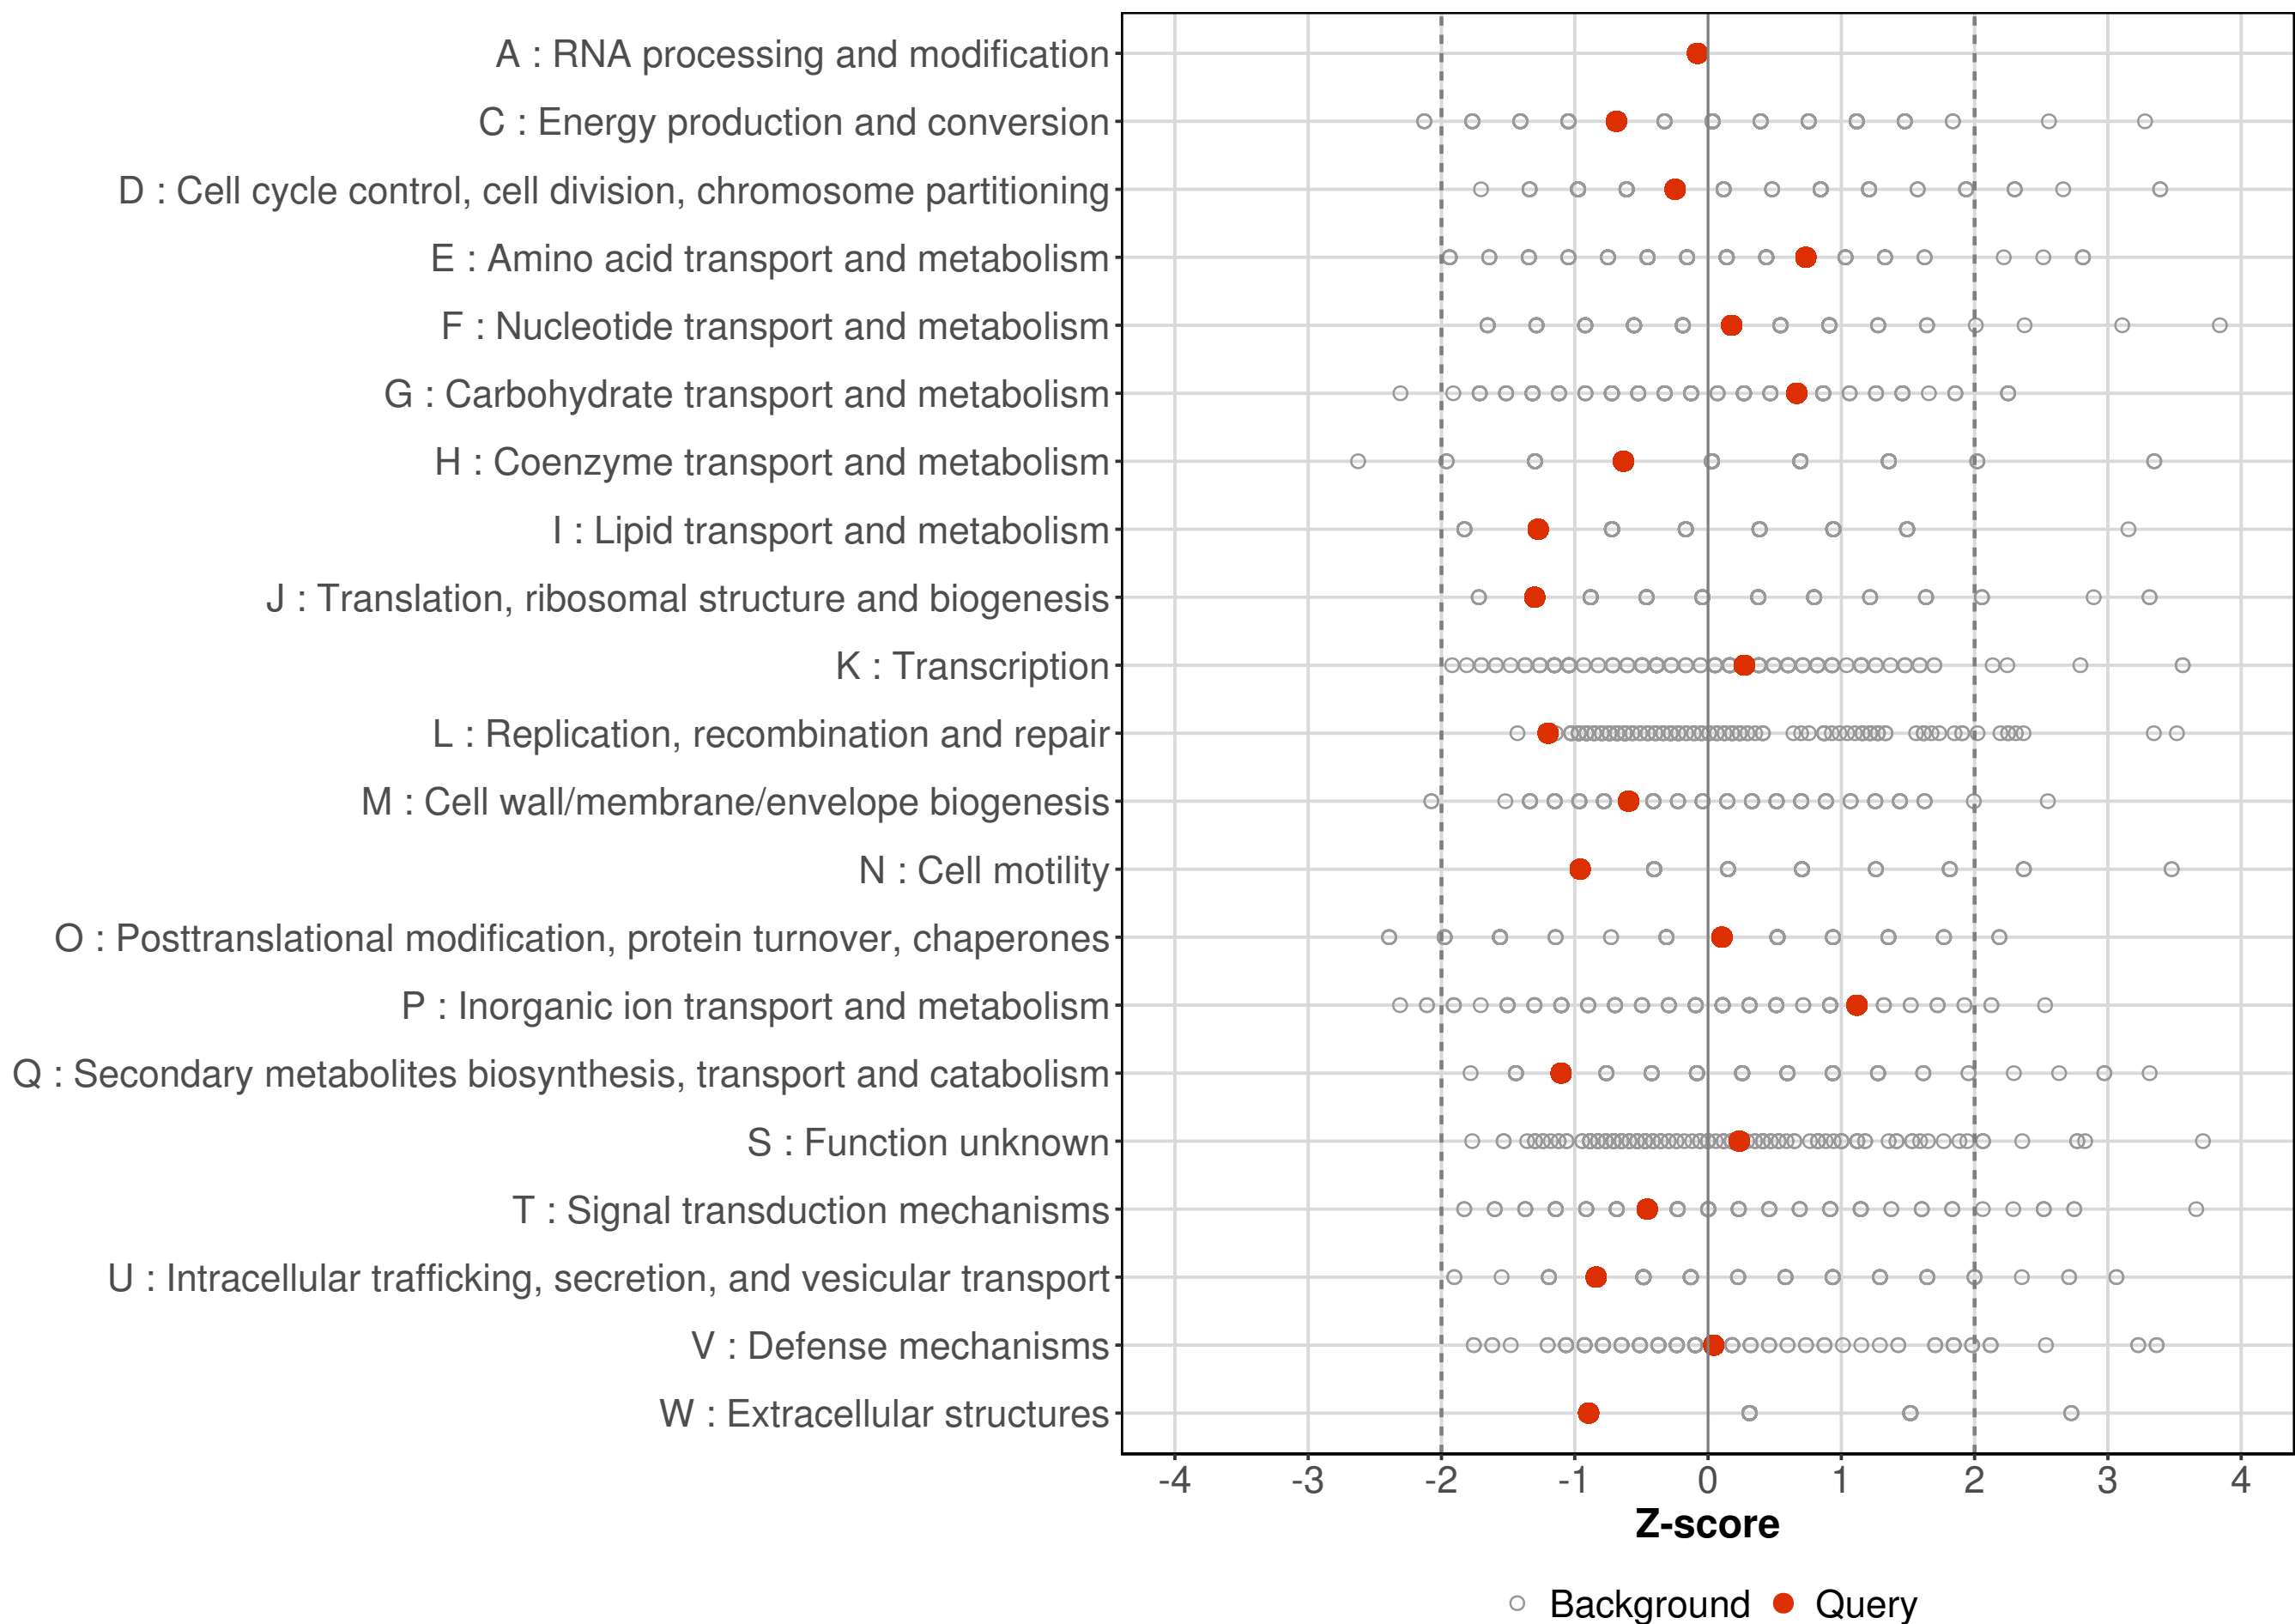 A : RNA processing and modification
C : Energy production and conversion
D : Cell cycle control, cell division, chromosome partitioning
E : Amino acid transport and metabolism
F : Nucleotide transport and metabolism
G : Carbohydrate transport and metabolism
H : Coenzyme transport and metabolism
I : Lipid transport and metabolism
J : Translation, ribosomal structure and biogenesis
K : Transcription
L : Replication, recombination and repair
M : Cell wall/membrane/envelope biogenesis
N : Cell motility
O : Posttranslational modification, protein turnover, chaperones
P : Inorganic ion transport and metabolism
Q : Secondary metabolites biosynthesis, transport and catabolism
S : Function unknown
T : Signal transduction mechanisms
U : Intracellular trafficking, secretion, and vesicular transport
V : Defense mechanisms
W : Extracellular structures
-4 -3 -2 -1 0 1 2 3 4
Z-score
Background Query